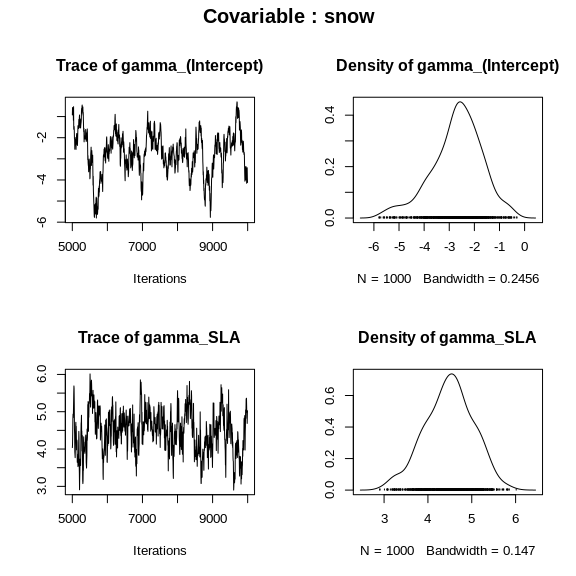 Covariable : snow
Trace of gamma_(Intercept)
-2
-4
-6
5000 7000 9000
Iterations
Density of gamma_(Intercept)
0.4
0.2
0.0
-6 -5 -4 -3 -2 -1 0
N = 1000 Bandwidth = 0.2456
Trace of gamma_SLA
6.0
5.0
4.0
3.0
5000 7000 9000
Iterations
Density of gamma_SLA
0.6
0.4
0.2
0.0
3 4 5 6
N = 1000 Bandwidth = 0.147